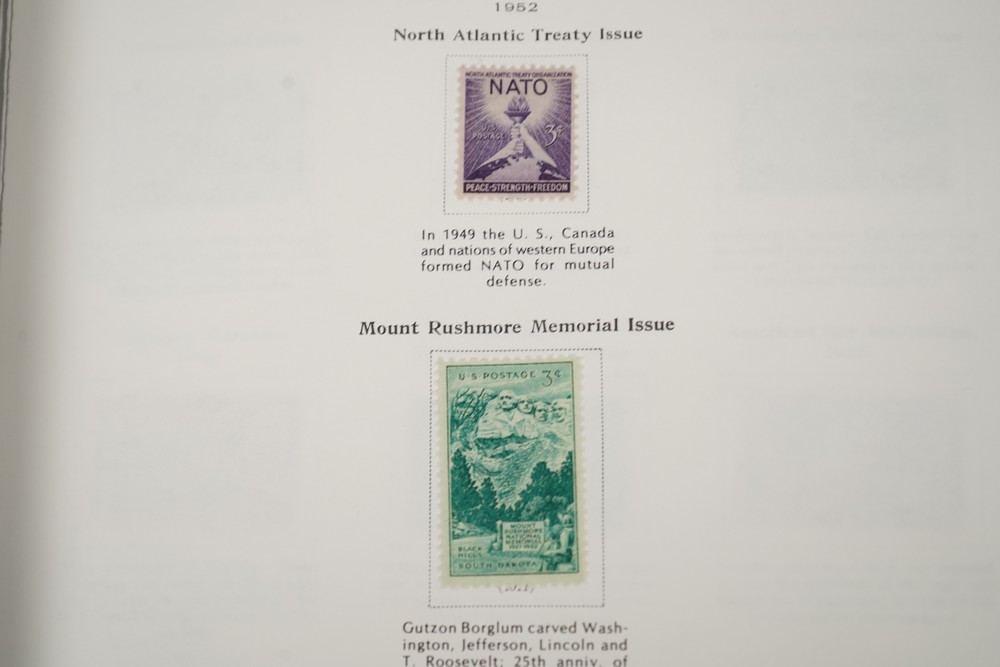 1952
North Atlantic Treaty Issue
NORTH ATLANTIC TREATY ORGANIZATION
NATO
U.S.
POSTAGE
3¢
PEACE-STRENGTH-FREEDOM
In 1949 the U. S., Canada
and nations of western Europe
formed NATO for mutual
defense.
Mount Rushmore Memorial Issue
U·S·POSTAGE 3¢
MOUNT
RUSHMORE
NATIONAL
MEMORIAL
1927-1952
BLACK
HILLS
SOUTH DAKOTA
Gutzon Borglum carved Wash-
ington, Jefferson, Lincoln and
T. Roosevelt; 25th anniv. of